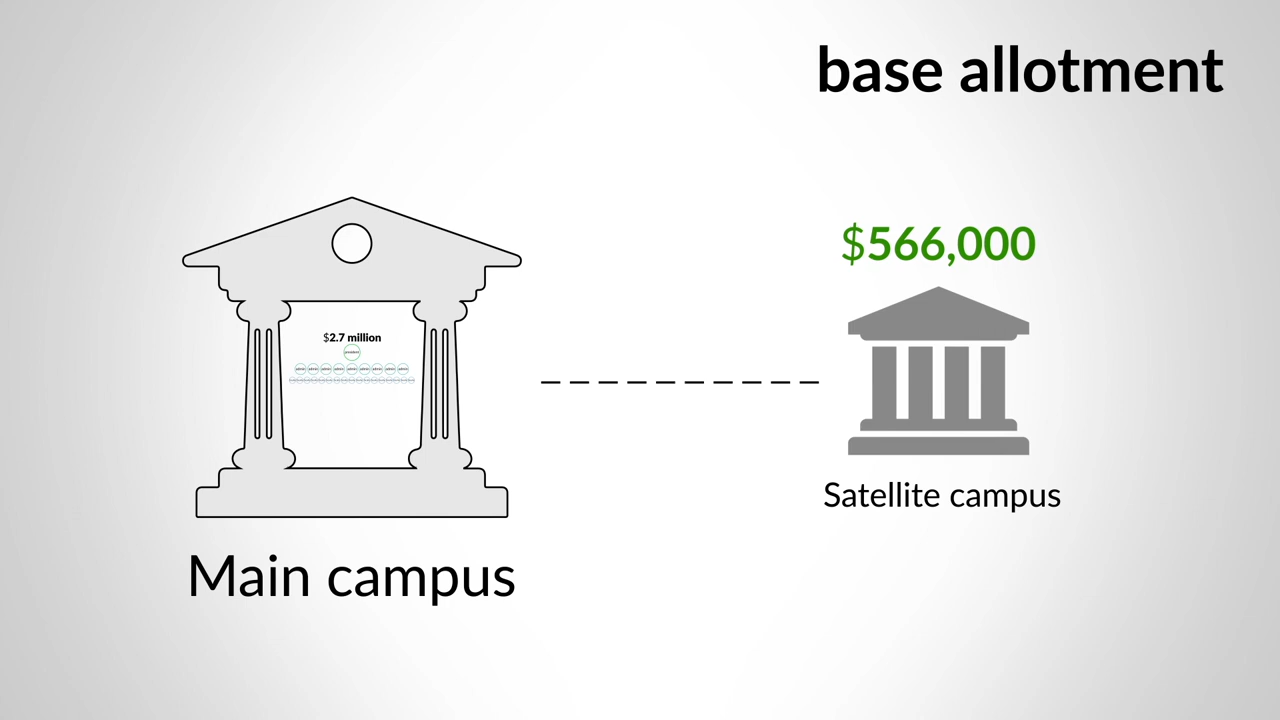 base allotment
$566,000
$2.7 million
president
Satellite campus
Main campus